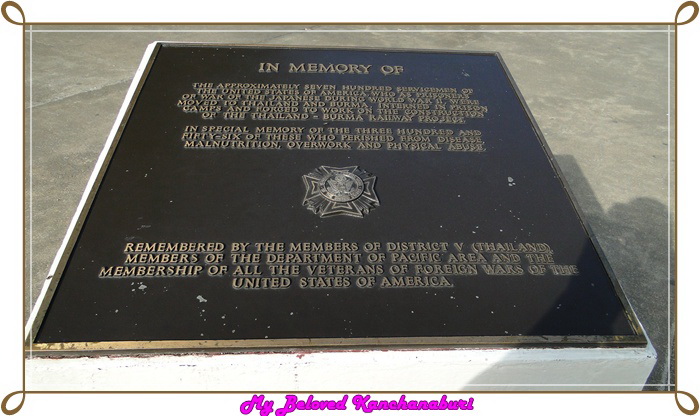 IN MEMORY OF
THE APPROXIMATELY SEVEN HUNDRED SERVICEMEN OF
THE UNITED STATES OF AMERICA WHO AS PRISONERS
OF WAR OF THE JAPANESE DURING WORLD WAR II, WERE
MOVED TO THAILAND AND BURMA, INTERNED IN PRISON
CAMPS AND FORCED TO WORK ON THE CONSTRUCTION
OF THE THAILAND - BURMA RAILWAY PROJECT.
IN SPECIAL MEMORY OF THE THREE HUNDRED AND
FIFTY-SIX OF THESE WHO PERISHED FROM DISEASE,
MALNUTRITION, OVERWORK AND PHYSICAL ABUSE.
REMEMBERED BY THE MEMBERS OF DISTRICT V (THAILAND)
MEMBERS OF THE DEPARTMENT OF PACIFIC AREA AND THE
MEMBERSHIP OF ALL THE VETERANS OF FOREIGN WARS OF THE
UNITED STATES OF AMERICA.
My Beloved Kanchanaburi